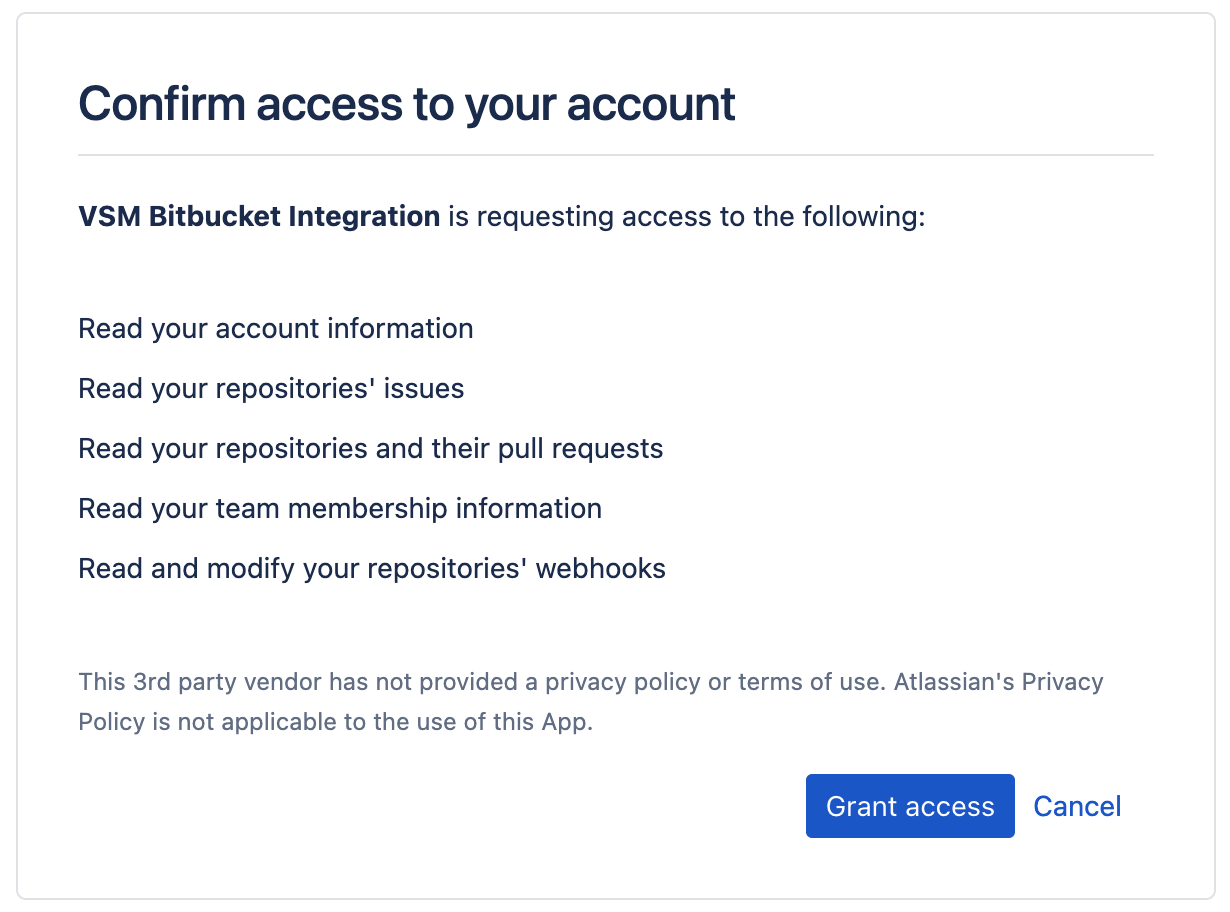 Confirm access to your account
VSM Bitbucket Integration is requesting access to the following:
Read your account information
Read your repositories' issues
Read your repositories and their pull requests
Read your team membership information
Read and modify your repositories' webhooks
This 3rd party vendor has not provided a privacy policy or terms of use. Atlassian's Privacy
Policy is not applicable to the use of this App.
Grant access Cancel